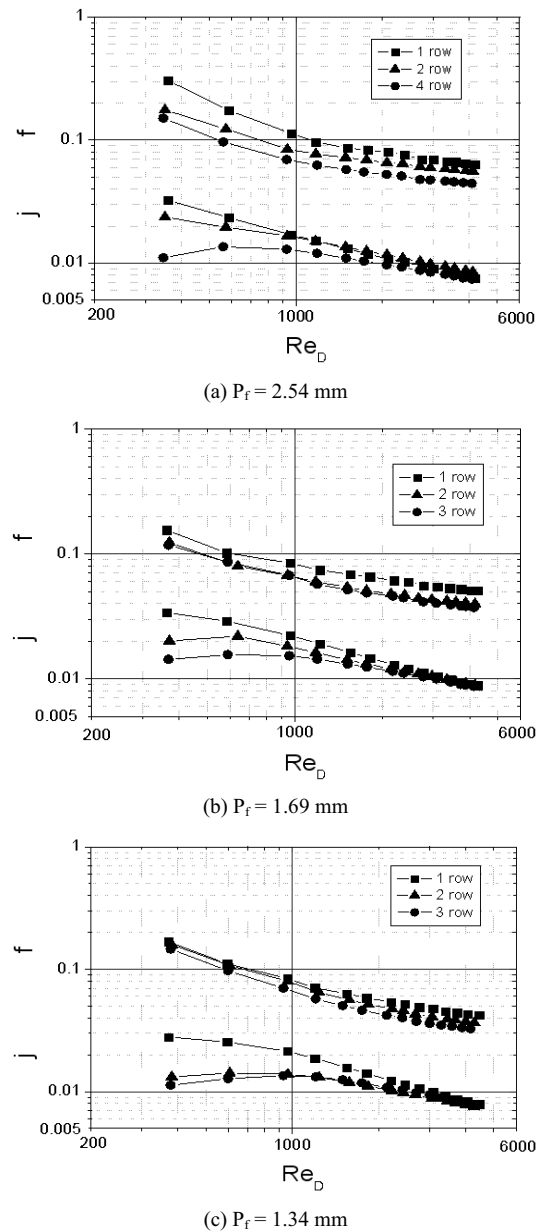 1
1 row
2 row
4 row
f
0.1
j
0.01
0.005
200
1000
6000
Re_D
(a) P_f = 2.54 mm
1
1 row
2 row
3 row
f
0.1
j
0.01
0.005
200
1000
6000
Re_D
(b) P_f = 1.69 mm
1
1 row
2 row
3 row
f
0.1
j
0.01
0.005
200
1000
6000
Re_D
(c) P_f = 1.34 mm